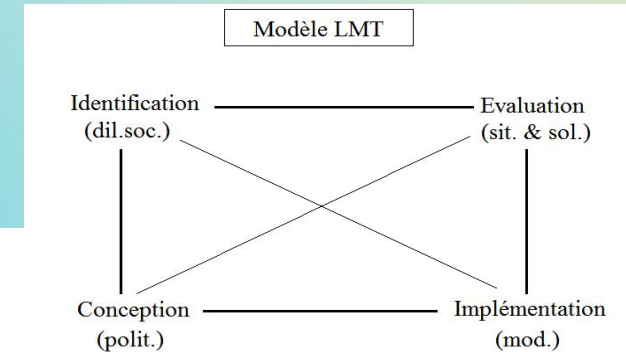 Modèle LMT
Identification
(dil.soc.)
Evaluation
(sit. & sol.)
Conception
(polit.)
Implémentation
(mod.)